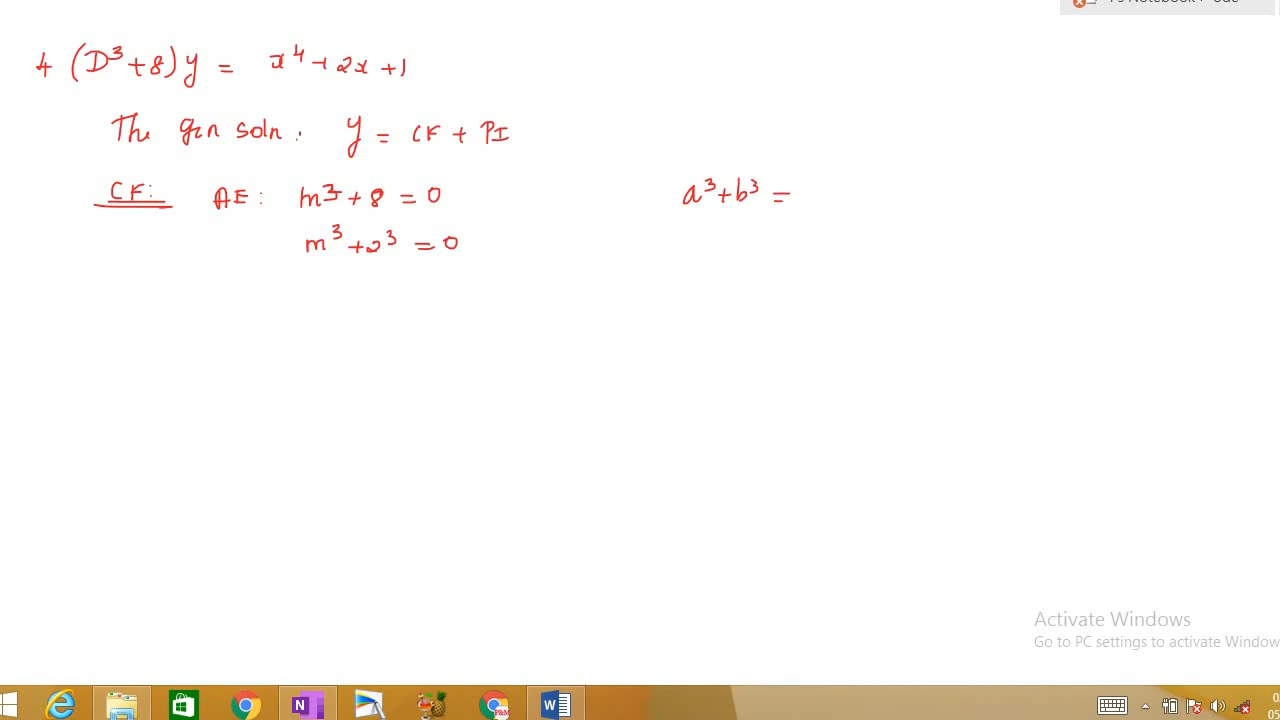 4 (D³+8)y = x⁴+2x+1
The gen soln: y = CF + PI
CF: AE: m³+8 = 0
a³+b³ =
m³+2³ = 0
Activate Windows
Go to PC settings to activate Window